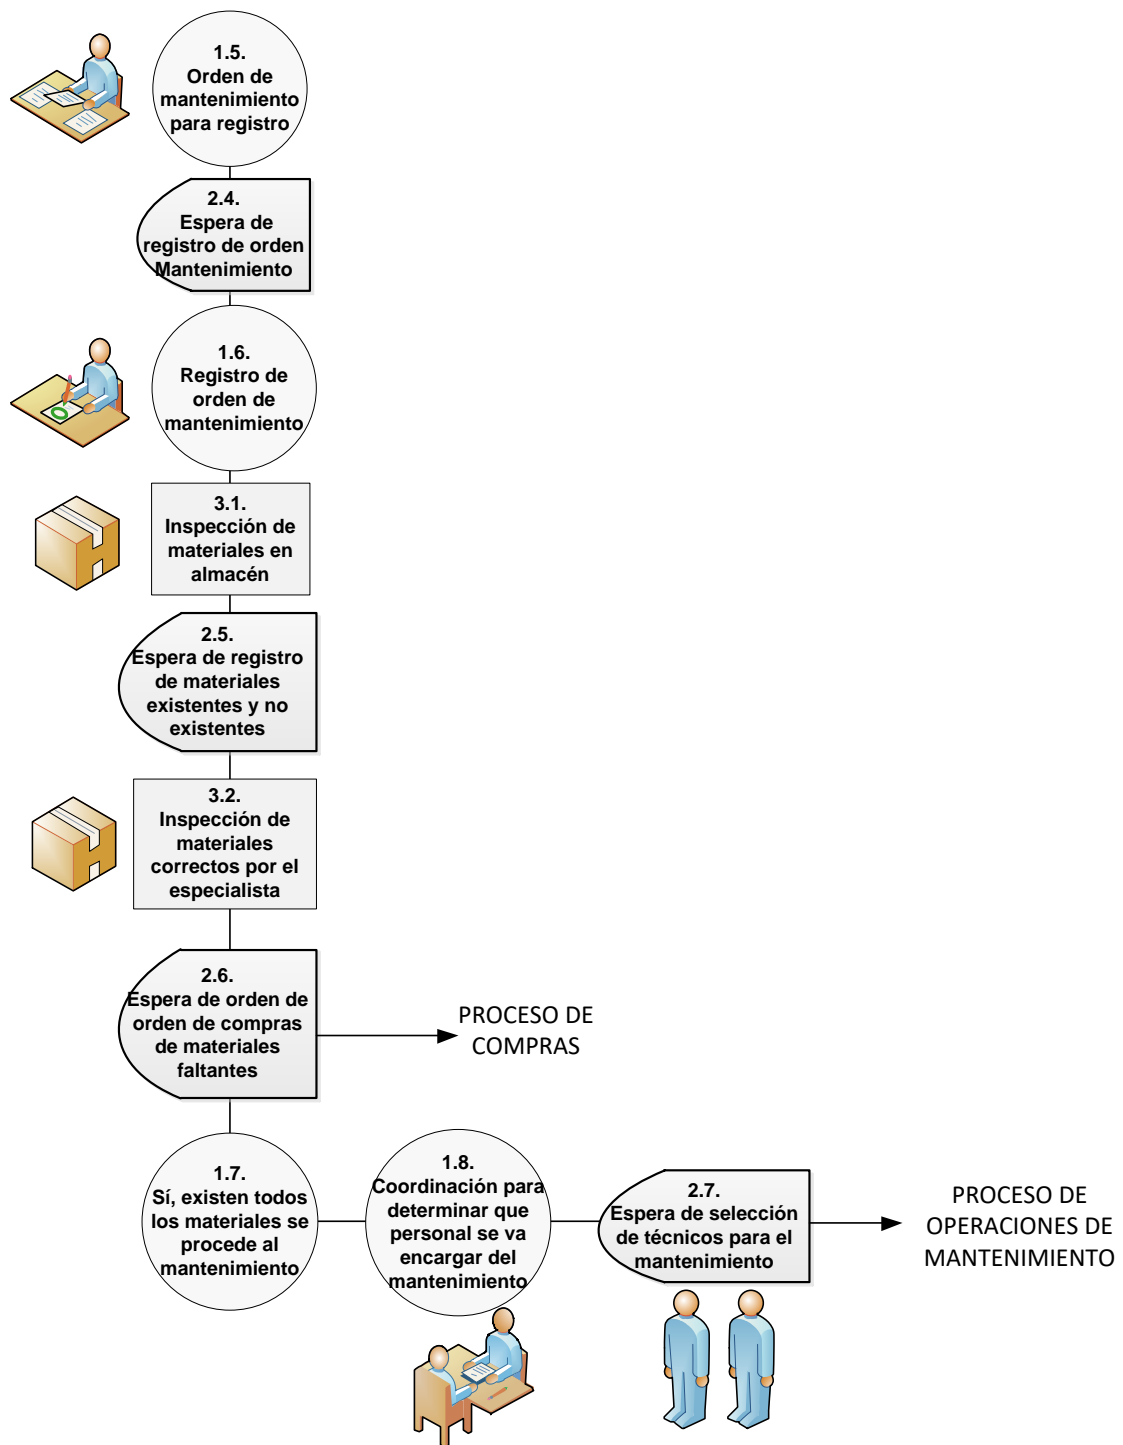 1.5.
Orden de
mantenimiento
para registro
2.4.
Espera de
registro de orden
Mantenimiento
1.6.
Registro de
orden de
mantenimiento
3.1.
Inspección de
materiales en
almacén
2.5.
Espera de registro
de materiales
existentes y no
existentes
3.2.
Inspección de
materiales
correctos por el
especialista
2.6.
Espera de orden de
orden de compras
de materiales
faltantes
PROCESO DE
COMPRAS
1.7.
Sí, existen todos
los materiales se
procede al
mantenimiento
1.8.
Coordinación para
determinar que
personal se va
encargar del
mantenimiento
2.7.
Espera de selección
de técnicos para el
mantenimiento
PROCESO DE
OPERACIONES DE
MANTENIMIENTO